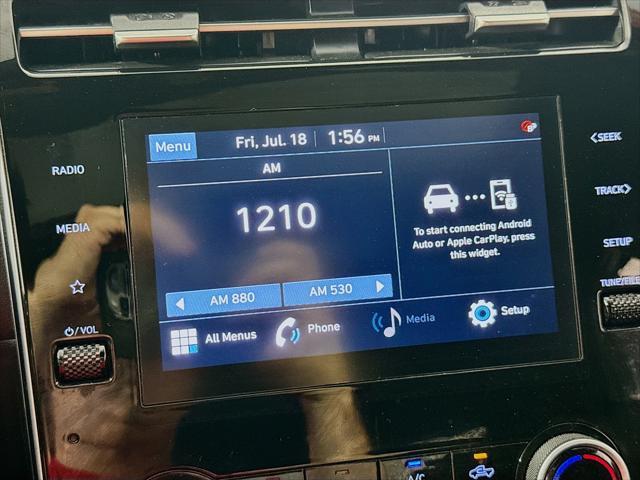 Menu
Fri, Jul. 18
1:56 PM
AM
1210
AM 880
AM 530
To start connecting Android
Auto or Apple CarPlay, press
this widget.
All Menus
Phone
Media
Setup
RADIO
MEDIA
/VOL
SEEK
TRACK
SETUP
TUNE/FILE
A/C